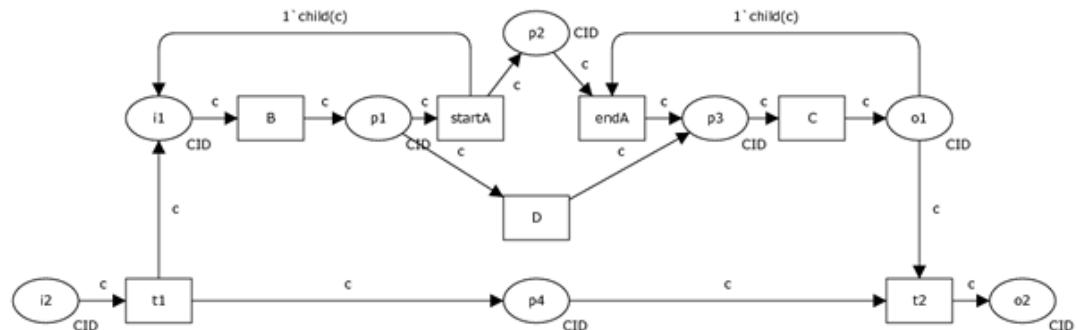 1`child(c)
p2
CID
1`child(c)
c
c
i1
c
B
c
p1
c
startA
endA
c
p3
c
C
c
o1
CID
CID
c
c
CID
CID
D
c
c
i2
c
t1
c
p4
c
t2
c
o2
CID
CID
CID